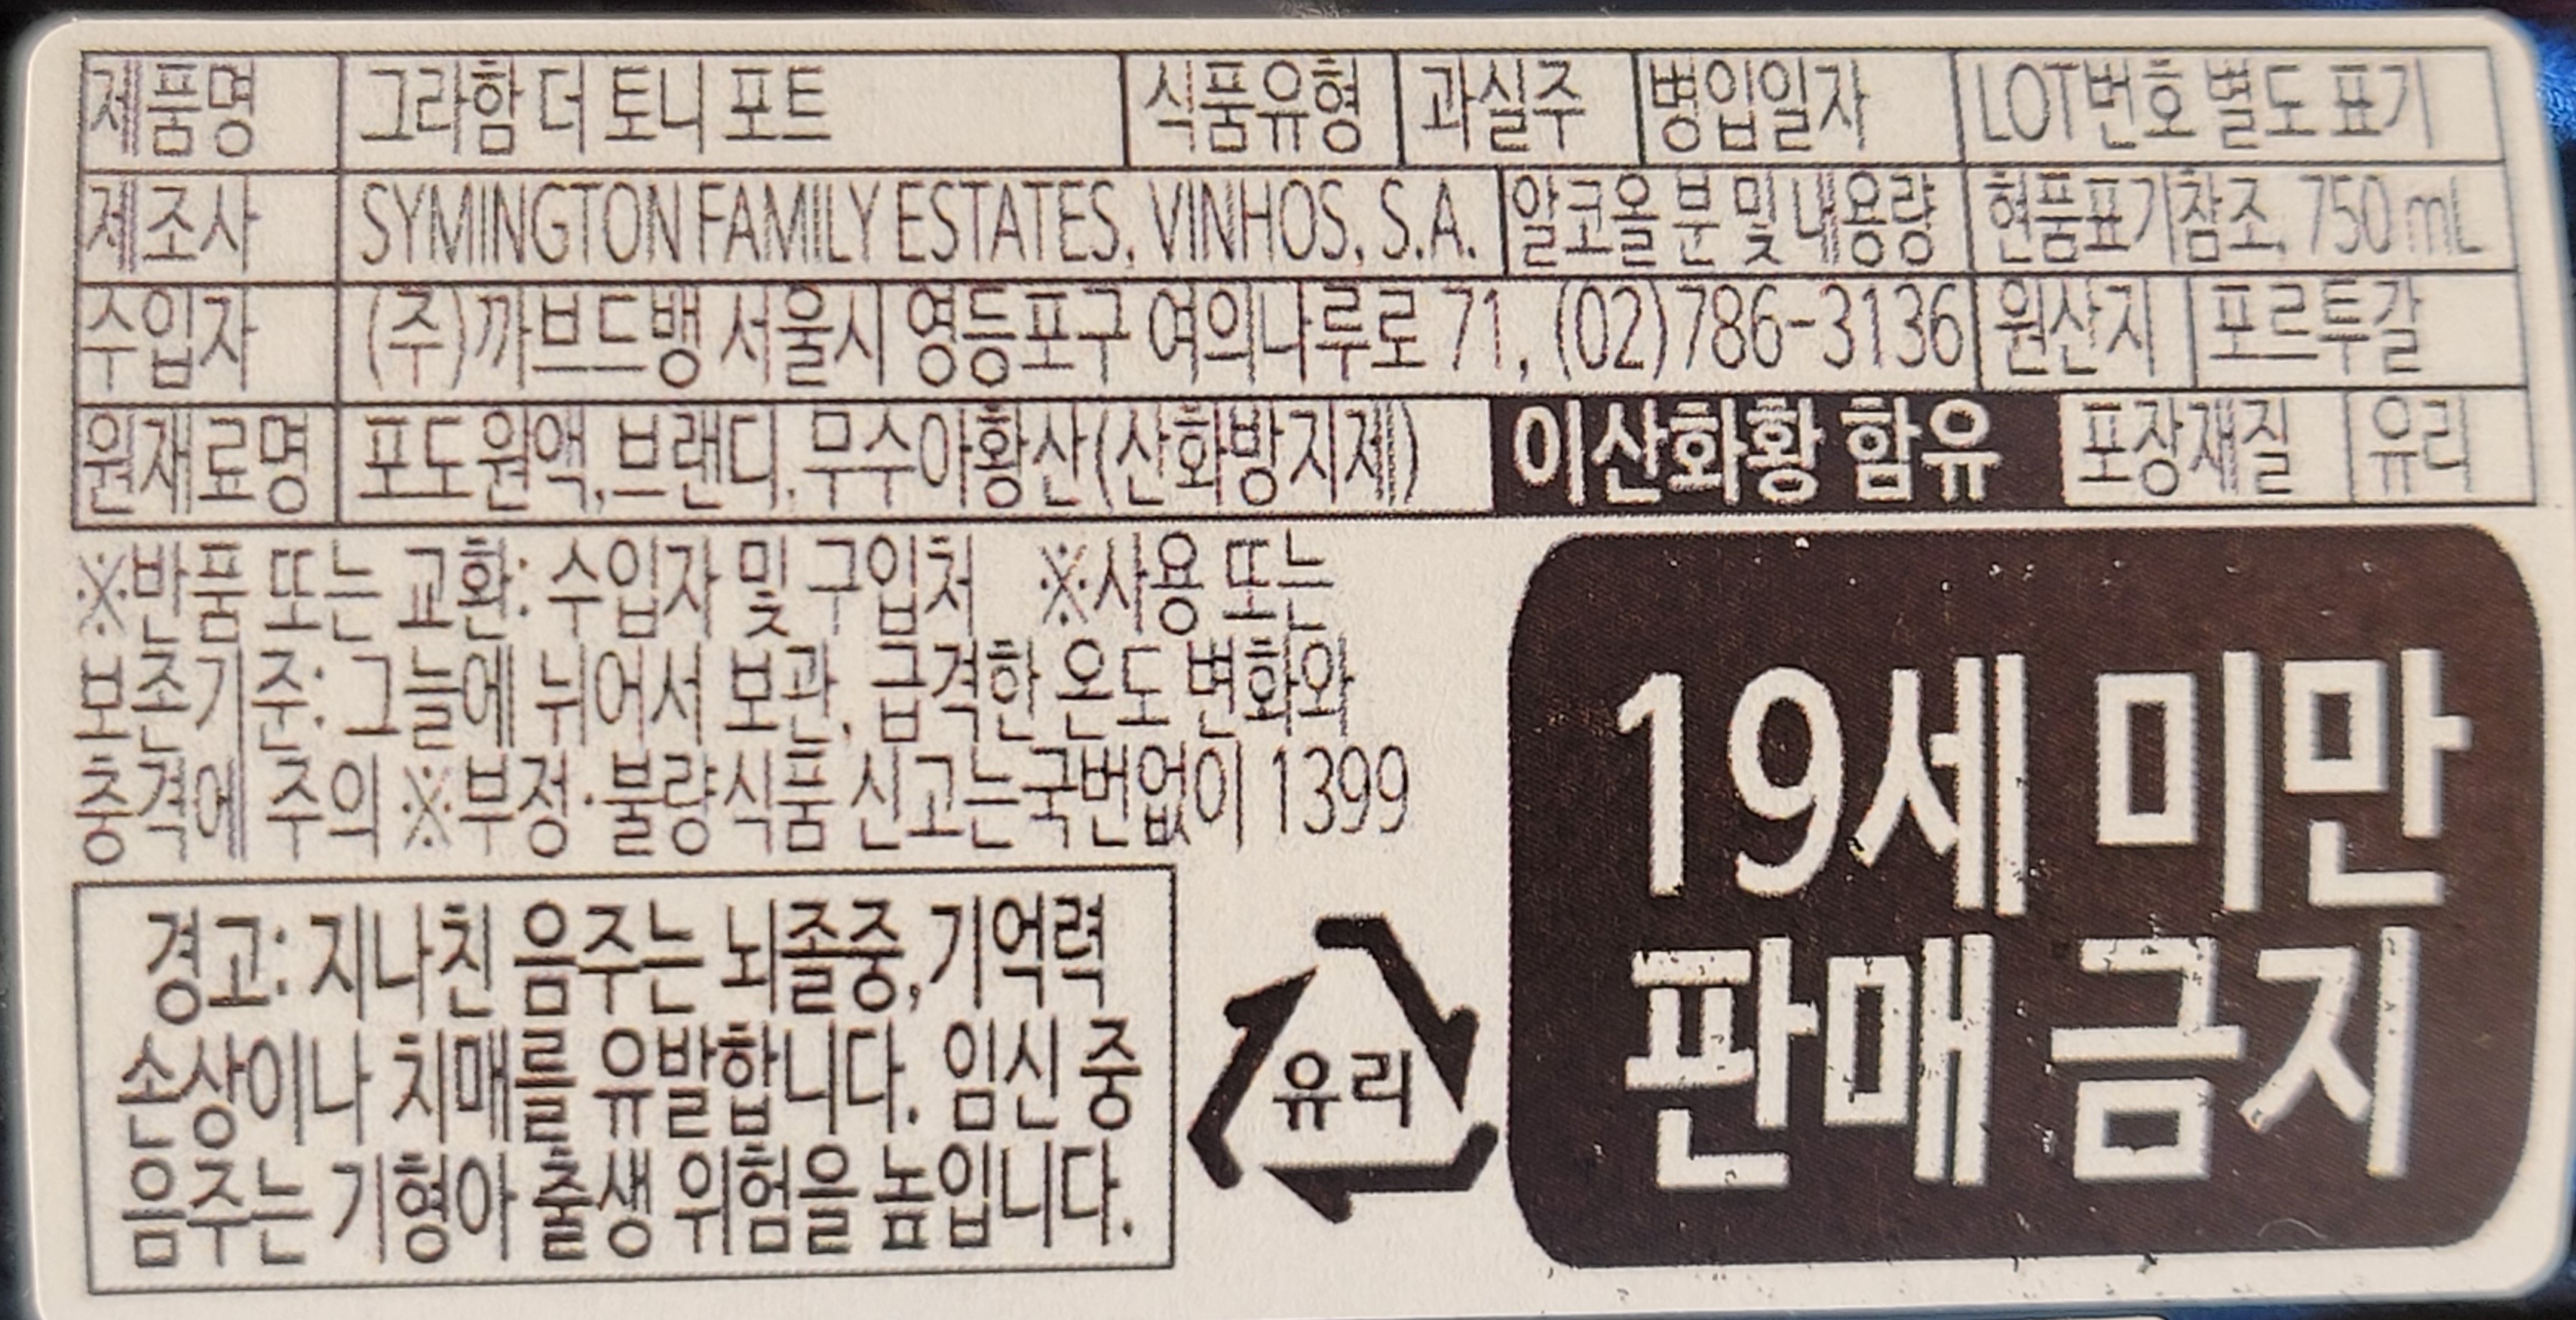 제품명 그라함 더 토니 포트 식품유형 과실주 병입일자 LOT번호 별도 표기
제조사 SYMINGTON FAMILY ESTATES, VINHOS, S.A. 알코올 분 및 내용량 현품표기참조, 750 mL
수입자 (주)까브드뱅 서울시 영등포구 여의나루로 71, (02)786-3136 원산지 포르투갈
원재료명 포도원액,브랜디,무수아황산(산화방지제) 이산화황 함유 포장재질 유리
※반품 또는 교환: 수입자 및 구입처 ※사용 또는
보존기준: 그늘에 뉘어서 보관, 급격한 온도 변화와
충격에 주의 ※부정·불량식품 신고는국번없이 1399
경고: 지나친 음주는 뇌졸중,기억력
손상이나 치매를 유발합니다. 임신 중
음주는 기형아 출생 위험을 높입니다.
유리
19세 미만
판매 금지